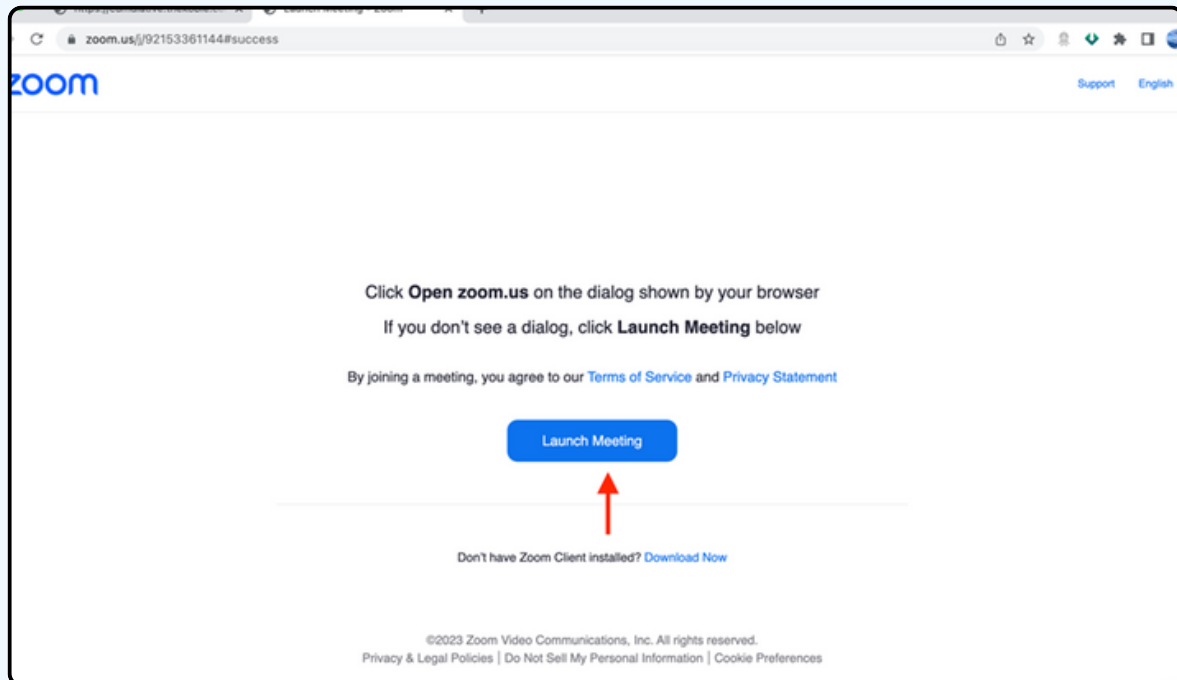 Launch Meeting - Zoom
zoom.us/j/92153361144#success
zoom
Support English
Click Open zoom.us on the dialog shown by your browser
If you don't see a dialog, click Launch Meeting below
By joining a meeting, you agree to our Terms of Service and Privacy Statement
Launch Meeting
Don't have Zoom Client installed? Download Now
©2023 Zoom Video Communications, Inc. All rights reserved.
Privacy & Legal Policies | Do Not Sell My Personal Information | Cookie Preferences